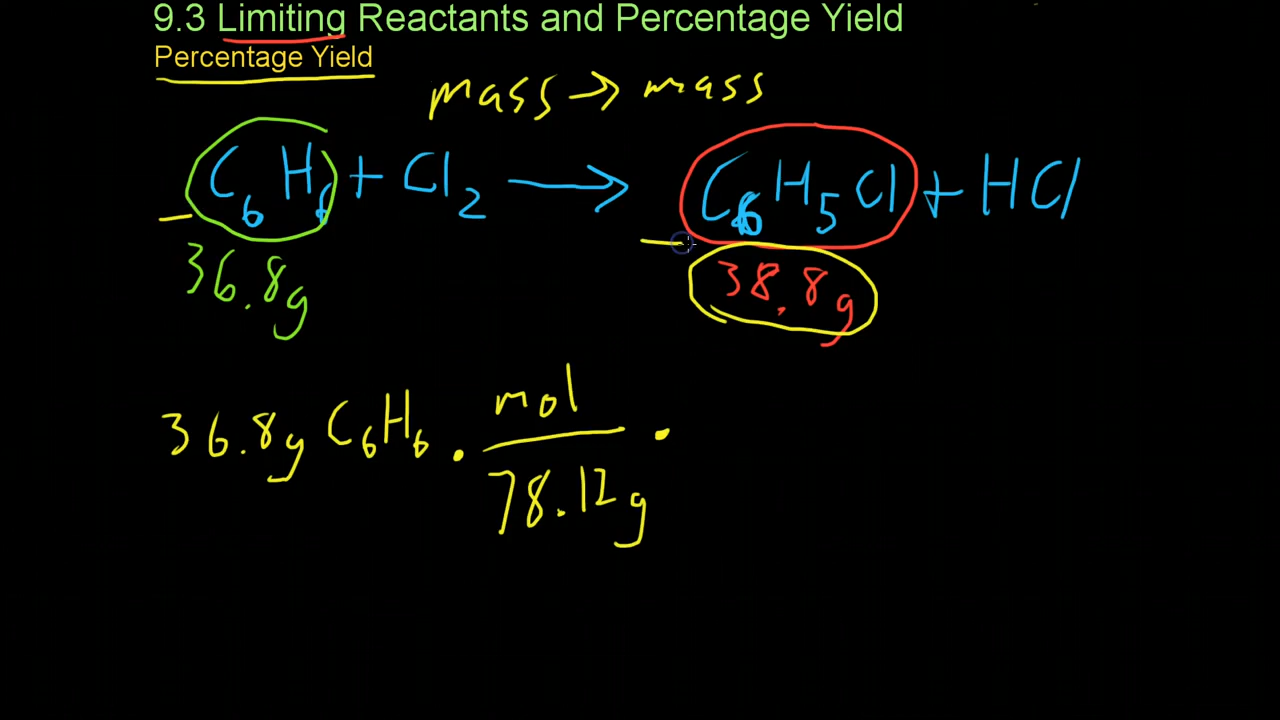 9.3 Limiting Reactants and Percentage Yield
Percentage Yield
mass → mass
C₆H₆ + Cl₂ → C₆H₅Cl + HCl
36.8g 38.8g
36.8g C₆H₆ · mol / 78.12g ·